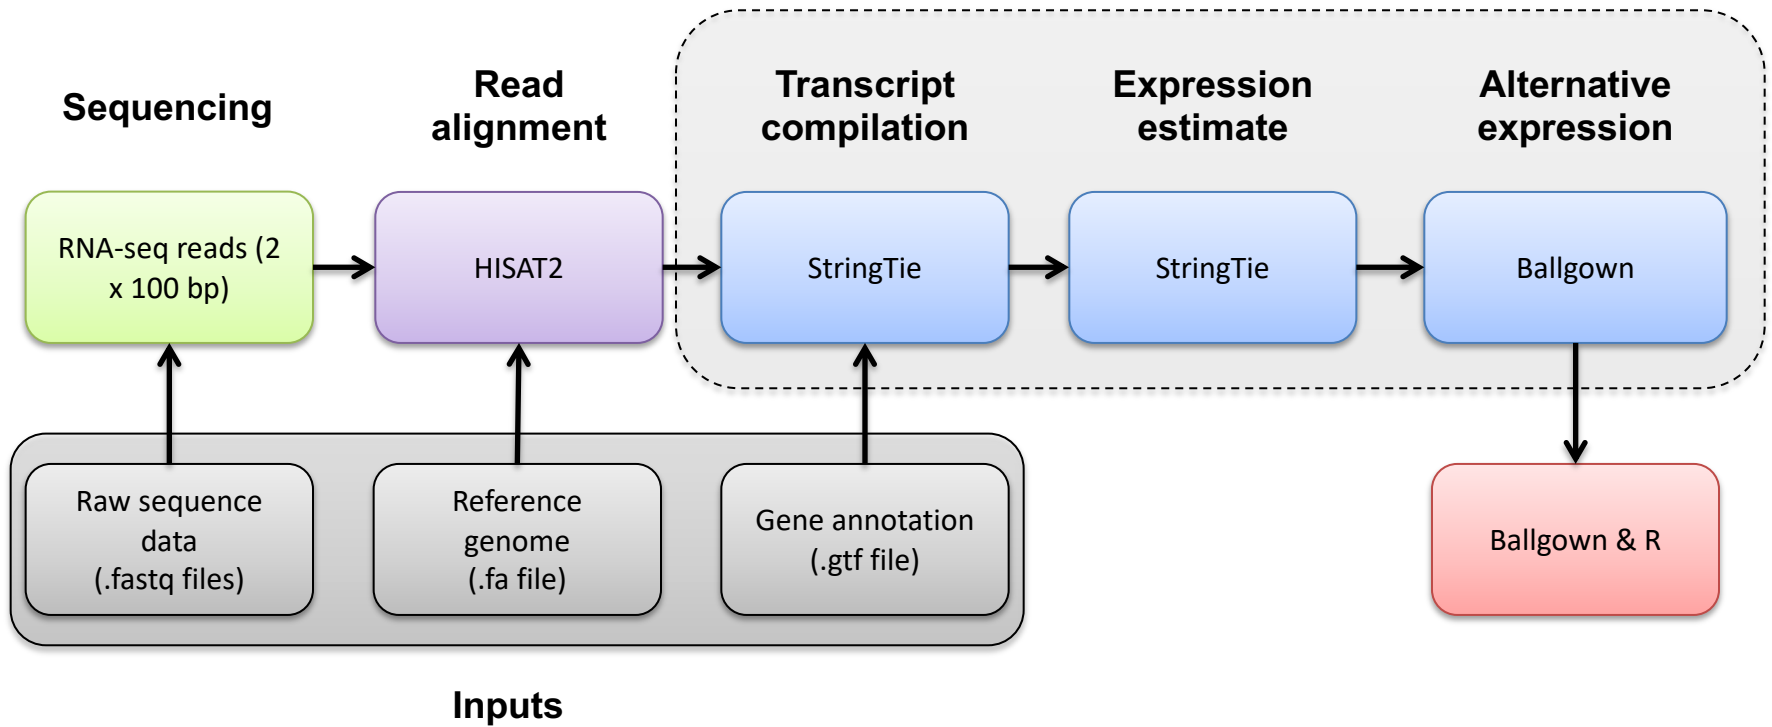 Sequencing
Read
alignment
Transcript
compilation
Expression
estimate
Alternative
expression
RNA-seq reads (2
x 100 bp)
HISAT2
StringTie
StringTie
Ballgown
Raw sequence
data
(.fastq files)
Reference
genome
(.fa file)
Gene annotation
(.gtf file)
Ballgown & R
Inputs